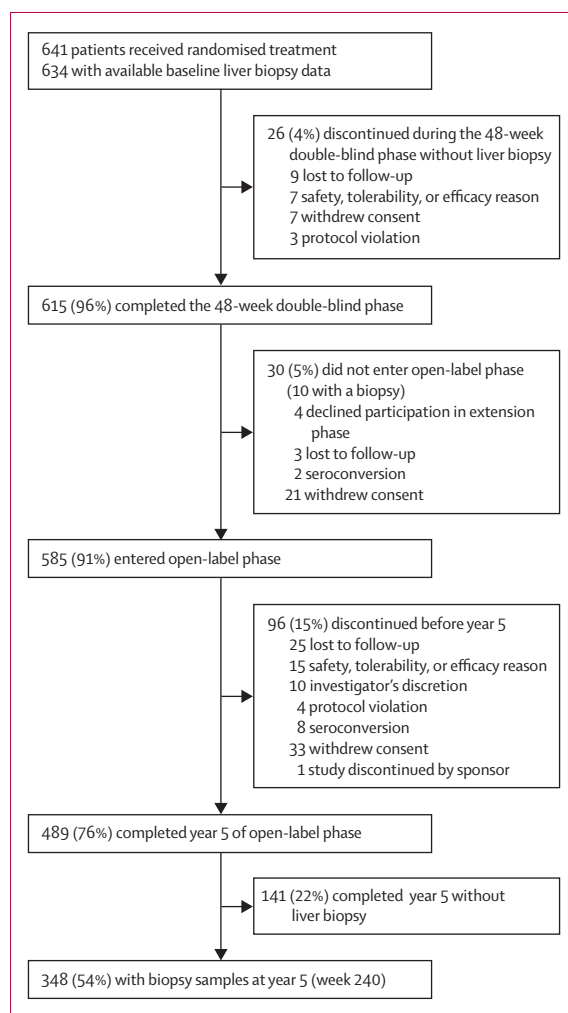 641 patients received randomised treatment
634 with available baseline liver biopsy data
26 (4%) discontinued during the 48-week
double-blind phase without liver biopsy
9 lost to follow-up
7 safety, tolerability, or efficacy reason
7 withdrew consent
3 protocol violation
615 (96%) completed the 48-week double-blind phase
30 (5%) did not enter open-label phase
(10 with a biopsy)
4 declined participation in extension
phase
3 lost to follow-up
2 seroconversion
21 withdrew consent
585 (91%) entered open-label phase
96 (15%) discontinued before year 5
25 lost to follow-up
15 safety, tolerability, or efficacy reason
10 investigator's discretion
4 protocol violation
8 seroconversion
33 withdrew consent
1 study discontinued by sponsor
489 (76%) completed year 5 of open-label phase
141 (22%) completed year 5 without
liver biopsy
348 (54%) with biopsy samples at year 5 (week 240)